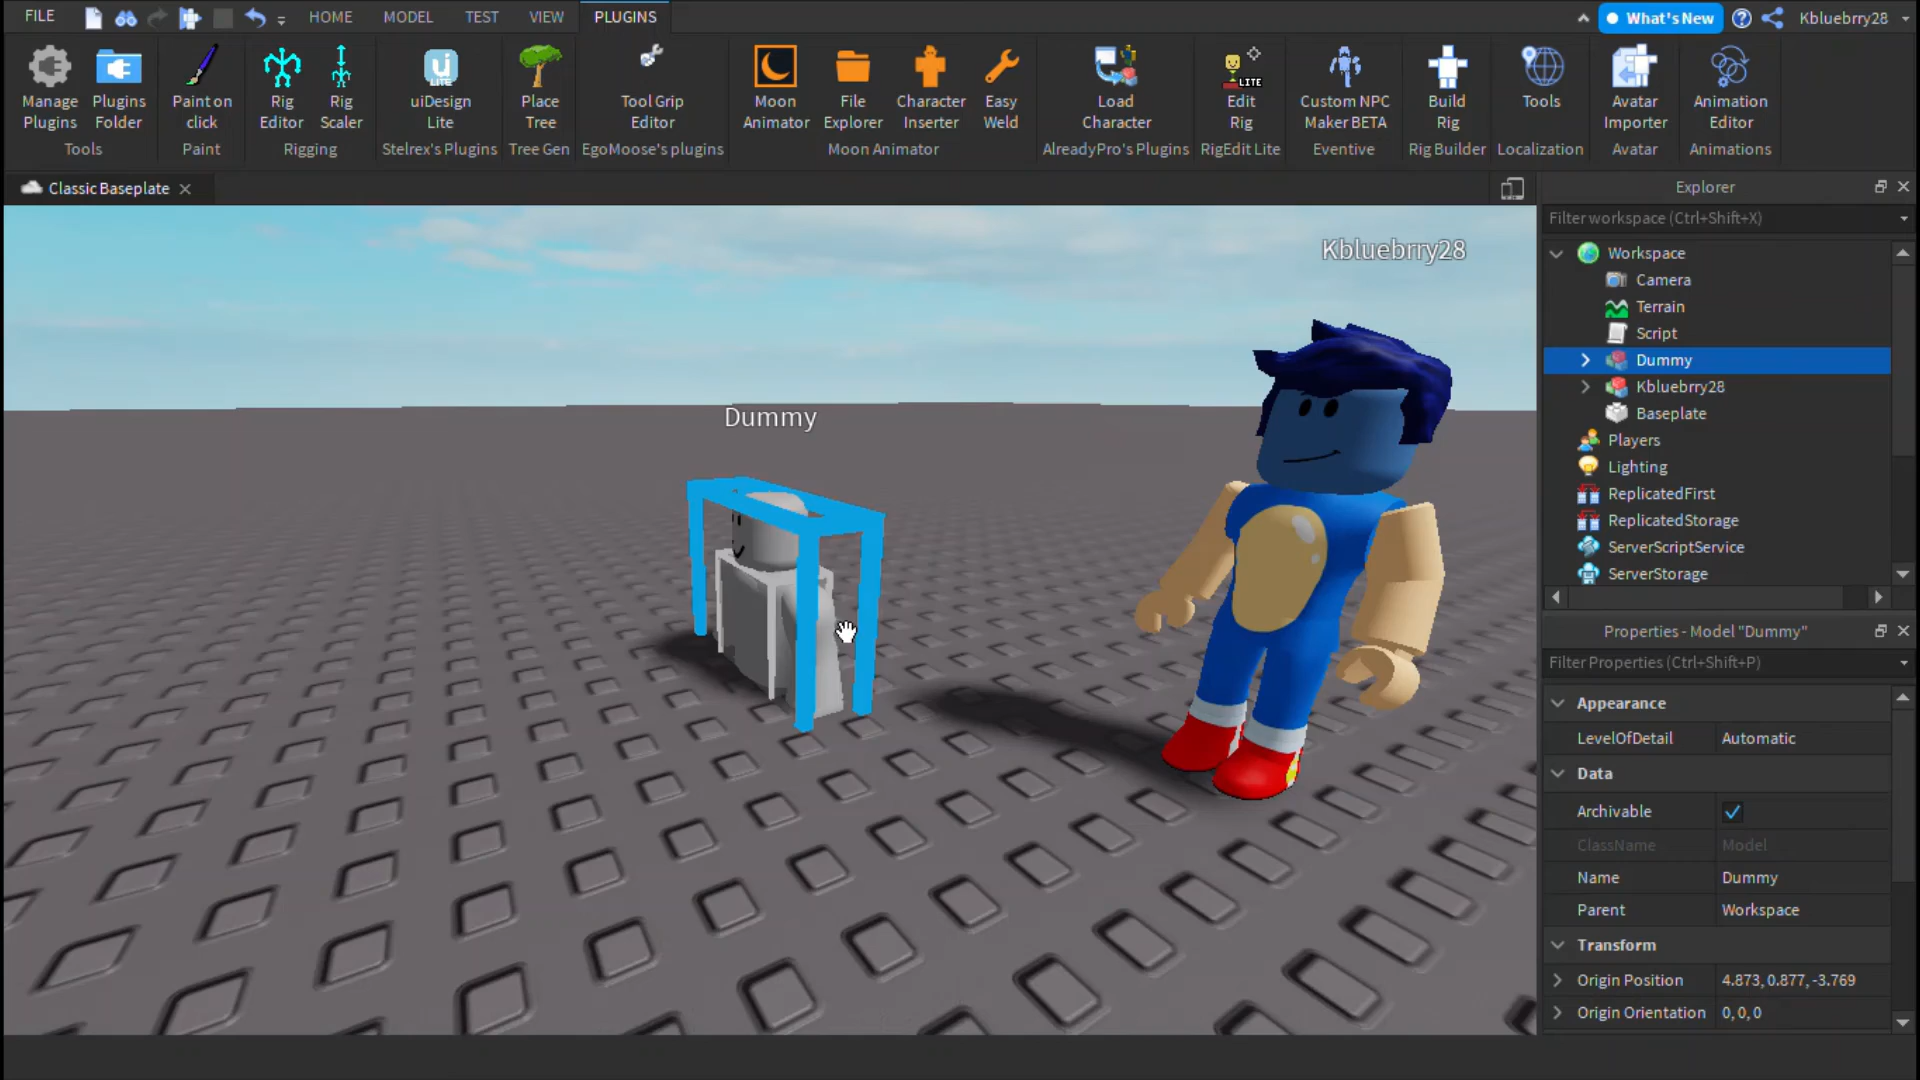 FILE HOME MODEL TEST VIEW PLUGINS What's New Kbluebrry28
Manage Plugins
Plugins Folder
Tools
Paint on click
Paint
Rig Editor
Rig Scaler
Rigging
ui LITE
uiDesign Lite
Stelrex's Plugins
Place Tree
Tree Gen
Tool Grip Editor
EgoMoose's plugins
Moon Animator
File Explorer
Character Inserter
Easy Weld
Moon Animator
Load Character
AlreadyPro's Plugins
LITE
Edit Rig
RigEdit Lite
Custom NPC Maker BETA
Eventive
Build Rig
Rig Builder
Tools
Localization
Avatar Importer
Avatar
Animation Editor
Animations
Classic Baseplate
Kbluebrry28
Dummy
Explorer
Filter workspace (Ctrl+Shift+X)
Workspace
Camera
Terrain
Script
Dummy
Kbluebrry28
Baseplate
Players
Lighting
ReplicatedFirst
ReplicatedStorage
ServerScriptService
ServerStorage
Properties - Model "Dummy"
Filter Properties (Ctrl+Shift+P)
Appearance
LevelOfDetail Automatic
Data
Archivable
ClassName Model
Name Dummy
Parent Workspace
Transform
Origin Position 4.873, 0.877, -3.769
Origin Orientation 0, 0, 0